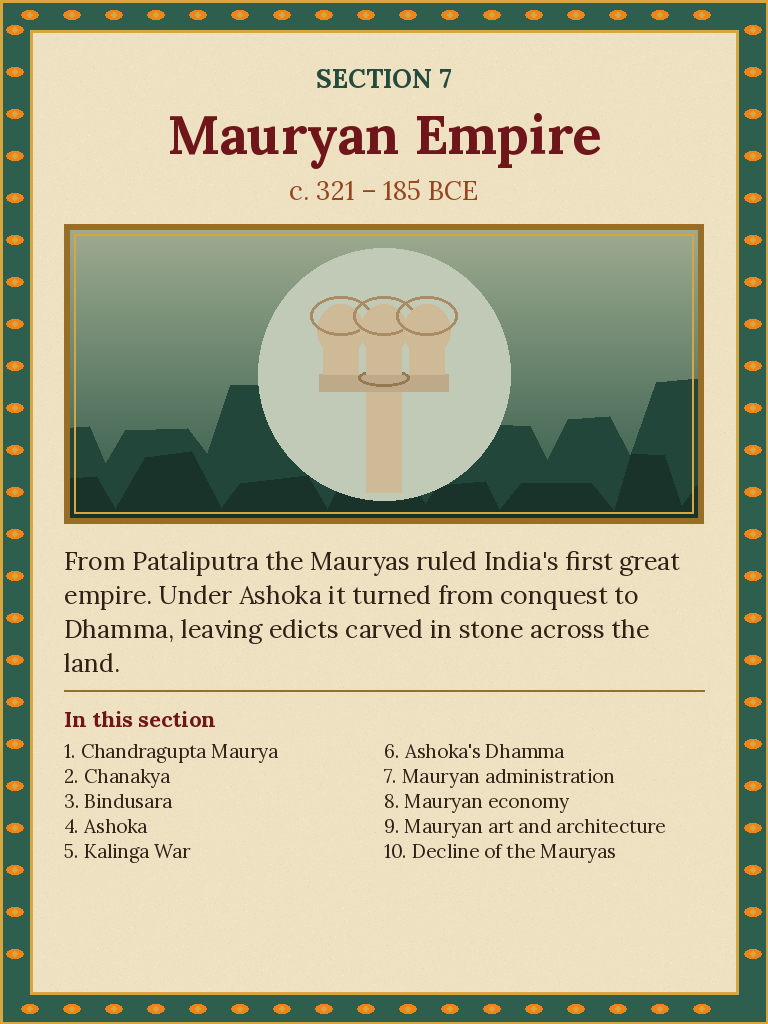 SECTION 7
Mauryan Empire
c. 321 – 185 BCE
From Pataliputra the Mauryas ruled India's first great
empire. Under Ashoka it turned from conquest to
Dhamma, leaving edicts carved in stone across the
land.
In this section
1. Chandragupta Maurya
2. Chanakya
3. Bindusara
4. Ashoka
5. Kalinga War
6. Ashoka's Dhamma
7. Mauryan administration
8. Mauryan economy
9. Mauryan art and architecture
10. Decline of the Mauryas